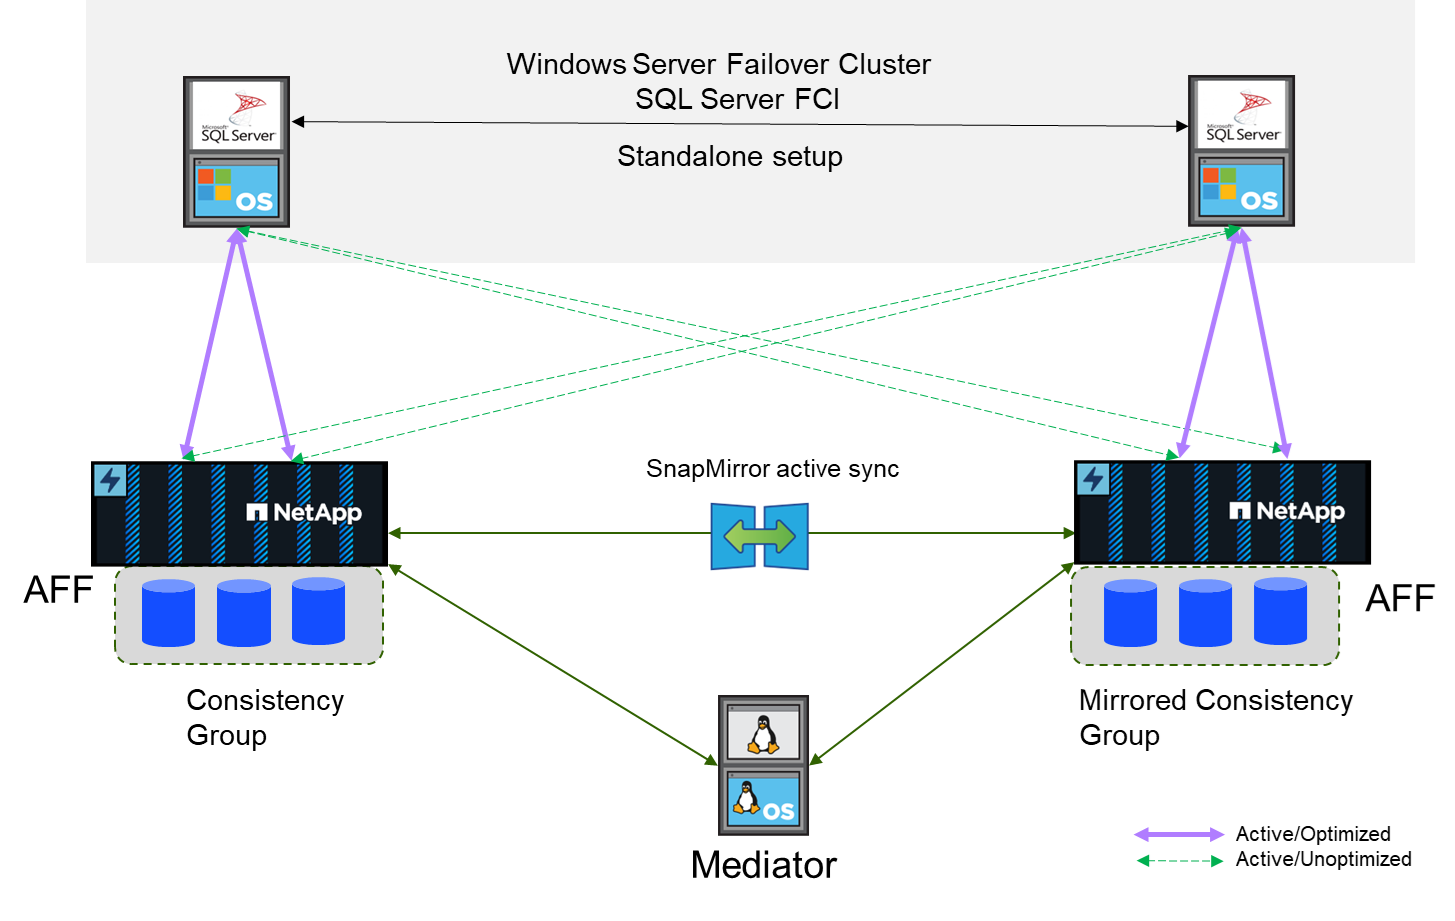 Windows Server Failover Cluster
SQL Server FCI
Standalone setup
Microsoft
SQL Server
OS
Microsoft
SQL Server
OS
SnapMirror active sync
NetApp
NetApp
AFF
AFF
Consistency
Group
Mirrored Consistency
Group
OS
Mediator
Active/Optimized
Active/Unoptimized